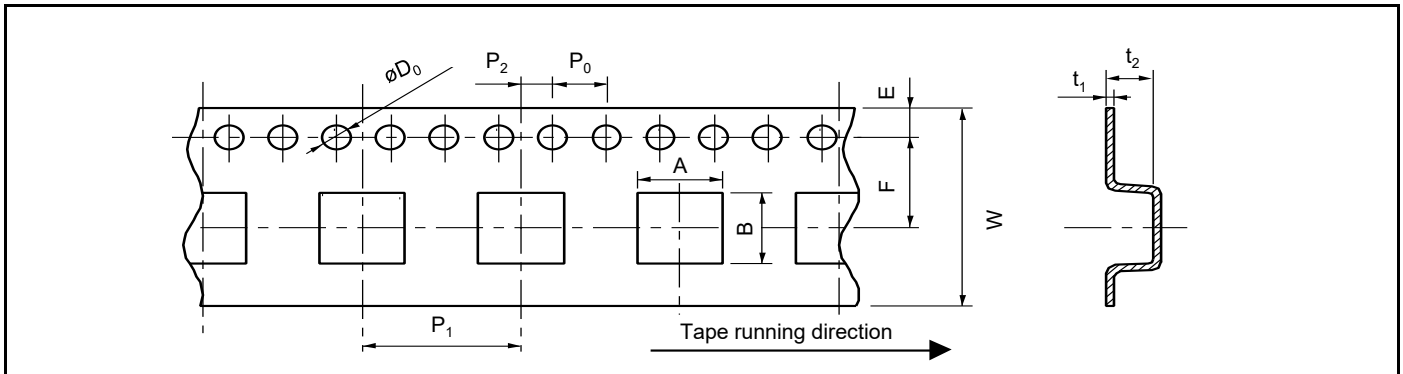 øD₀
P₂
P₀
E
t₂
t₁
A
F
B
W
P₁
Tape running direction